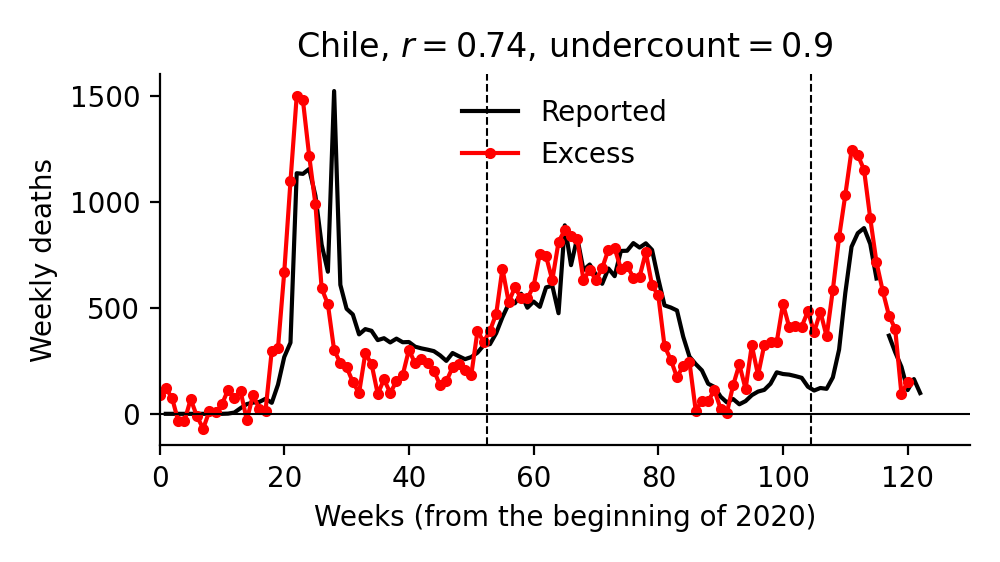 Chile, r = 0.74, undercount = 0.9
Reported
Excess
Weekly deaths
1500
1000
500
0
0 20 40 60 80 100 120
Weeks (from the beginning of 2020)